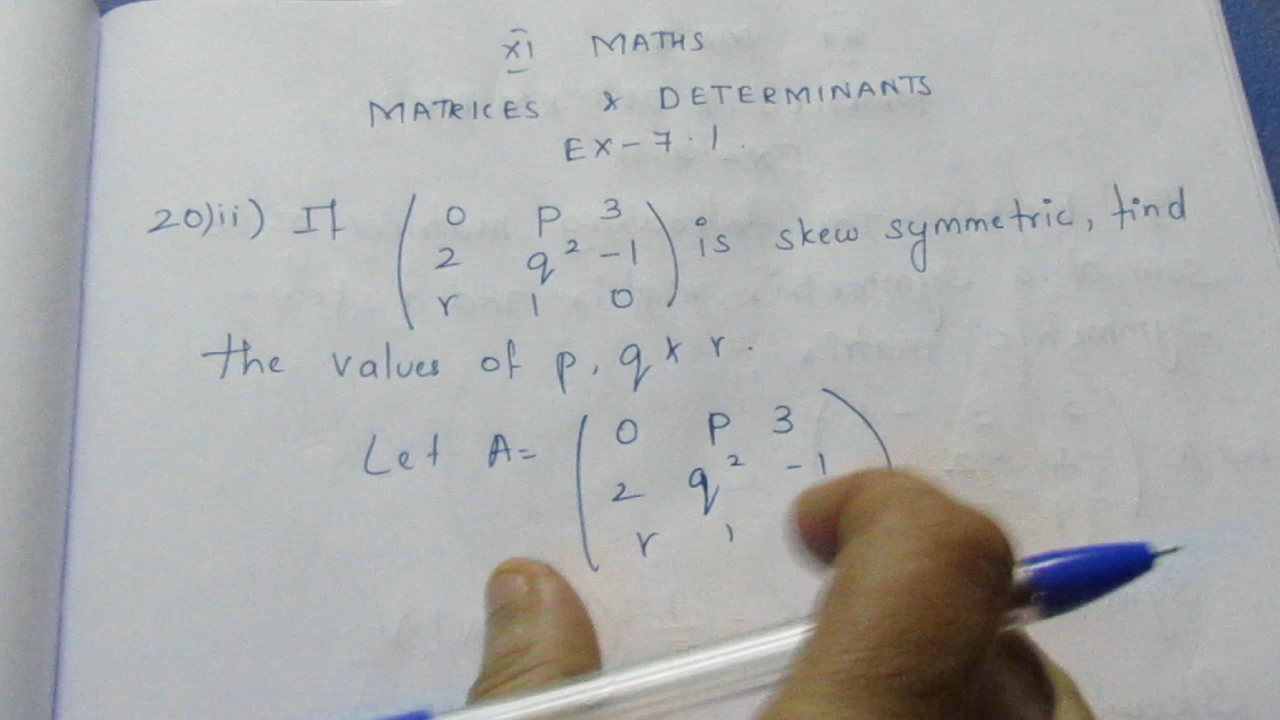 XI MATHS
MATRICES & DETERMINANTS
EX-7.1.
20)ii) If ( 0 p 3 ) is skew symmetric, find
2 q² -1
r 1 0
the values of p, q & r.
Let A= ( 0 p 3 )
2 q² -1
r 1